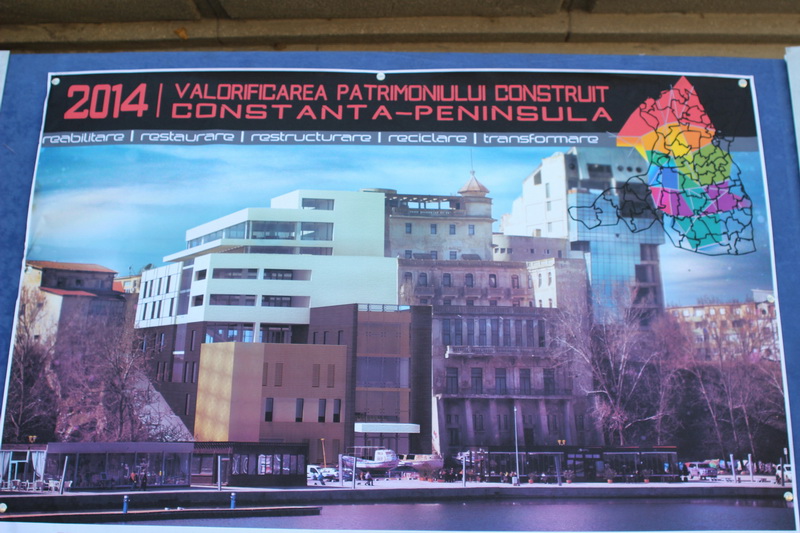 2014 | VALORIFICAREA PATRIMONIULUI CONSTRUIT
CONSTANTA-PENINSULA
reabilitare | restaurare | restructurare | reciclare | transformare